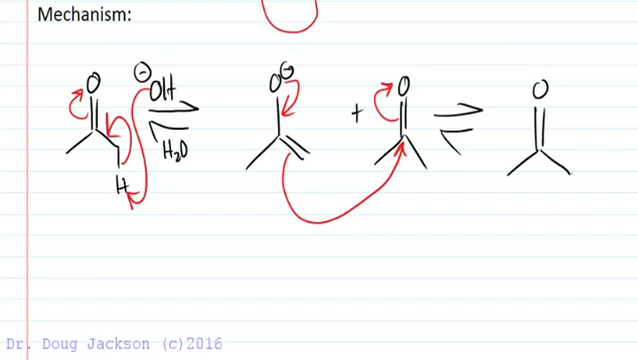 Mechanism:
O ⊖OH O⊖ O O
+
H H₂O
Dr. Doug Jackson (c)2016